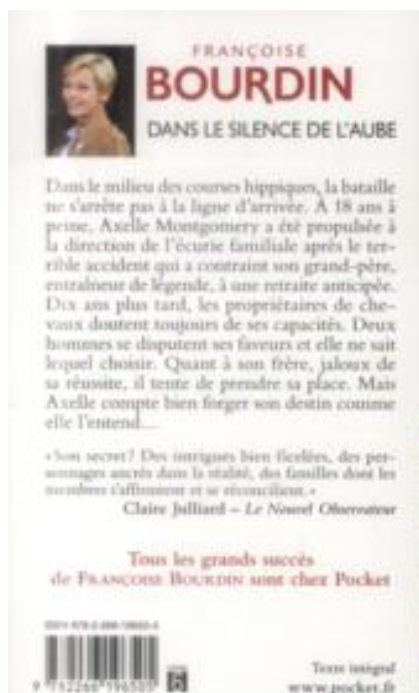 FRANÇOISE
BOURDIN
DANS LE SILENCE DE L'AUBE
Dans le milieu des courses hippiques, la bataille
ne s'arrête pas à la ligne d'arrivée. À 18 ans à
peine, Axelle Montgomery a été propulsée à
la direction de l'écurie familiale après le ter-
rible accident qui a contraint son grand-père,
entraîneur de légende, à une retraite anticipée.
Dix ans plus tard, les propriétaires de che-
vaux doutent toujours de ses capacités. Deux
hommes se disputent ses faveurs et elle ne sait
lequel choisir. Quant à son frère, jaloux de
sa réussite, il tente de prendre sa place. Mais
Axelle compte bien forger son destin comme
elle l'entend...
« Son secret ? Des intrigues bien ficelées, des per-
sonnages ancrés dans la réalité, des familles dont les
membres s'affrontent et se réconcilient. »
Claire Julliard – Le Nouvel Observateur
Tous les grands succès
de FRANÇOISE BOURDIN sont chez Pocket
9 782266 196505
Texte intégral
www.pocket.fr